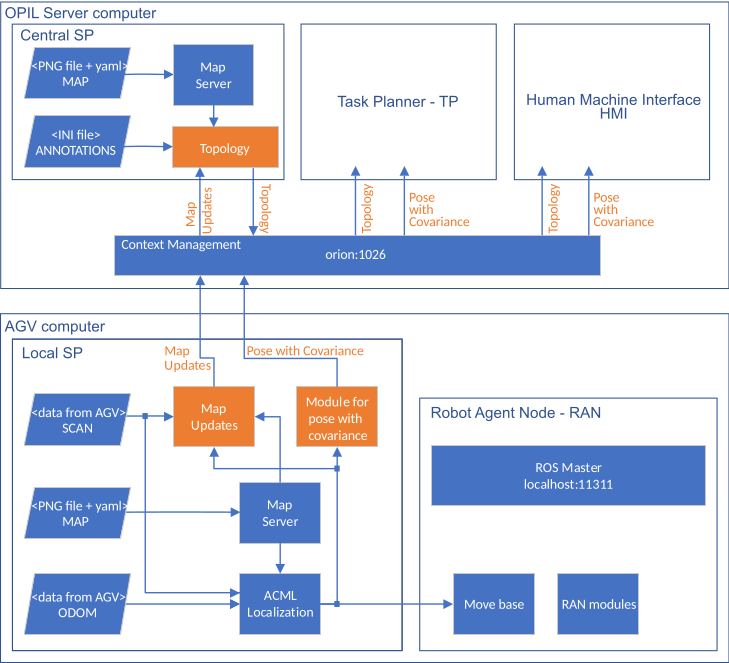 OPIL Server computer
Central SP
<PNG file + yaml>
MAP
Map
Server
<INI file>
ANNOTATIONS
Topology
Task Planner - TP
Human Machine Interface
HMI
Map
Updates
Topology
Topology
Pose
with
Covariance
Topology
Pose
with
Covariance
Context Management
orion:1026
AGV computer
Local SP
Map
Updates
Pose with Covariance
<data from AGV>
SCAN
Map
Updates
Module for
pose with
covariance
<PNG file + yaml>
MAP
Map
Server
<data from AGV>
ODOM
ACML
Localization
Robot Agent Node - RAN
ROS Master
localhost:11311
Move base
RAN modules